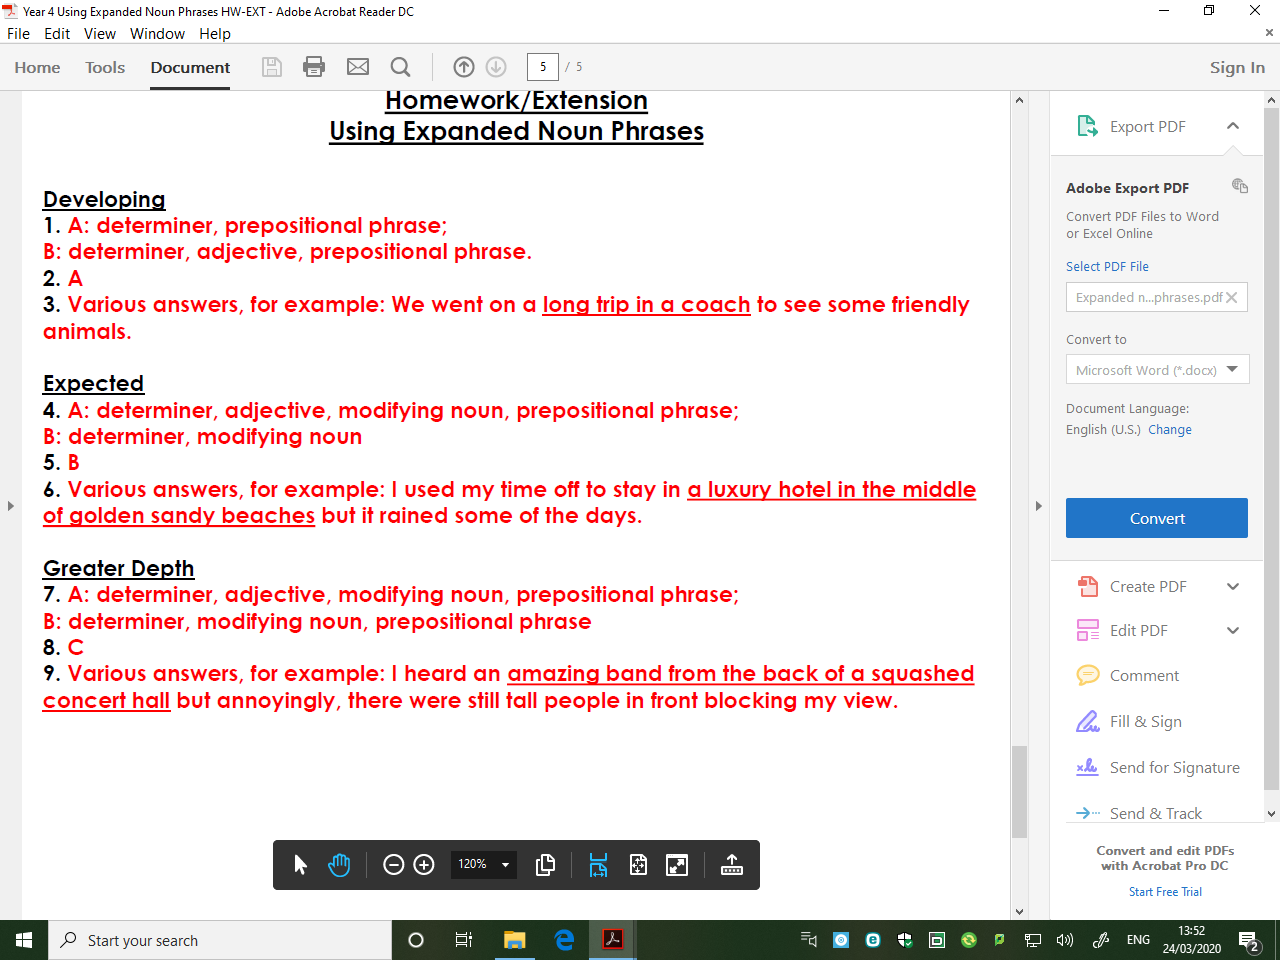 Year 4 Using Expanded Noun Phrases HW-EXT - Adobe Acrobat Reader DC
File Edit View Window Help
Home Tools Document 5 / 5 Sign In
Homework/Extension
Using Expanded Noun Phrases
Developing
1. A: determiner, prepositional phrase;
B: determiner, adjective, prepositional phrase.
2. A
3. Various answers, for example: We went on a long trip in a coach to see some friendly
animals.
Expected
4. A: determiner, adjective, modifying noun, prepositional phrase;
B: determiner, modifying noun
5. B
6. Various answers, for example: I used my time off to stay in a luxury hotel in the middle
of golden sandy beaches but it rained some of the days.
Greater Depth
7. A: determiner, adjective, modifying noun, prepositional phrase;
B: determiner, modifying noun, prepositional phrase
8. C
9. Various answers, for example: I heard an amazing band from the back of a squashed
concert hall but annoyingly, there were still tall people in front blocking my view.
120%
Export PDF
Adobe Export PDF
Convert PDF Files to Word
or Excel Online
Select PDF File
Expanded n...phrases.pdf
Convert to
Microsoft Word (*.docx)
Document Language:
English (U.S.) Change
Convert
Create PDF
Edit PDF
Comment
Fill & Sign
Send for Signature
Send & Track
Convert and edit PDFs
with Acrobat Pro DC
Start Free Trial
Start your search
ENG
13:52
24/03/2020
2